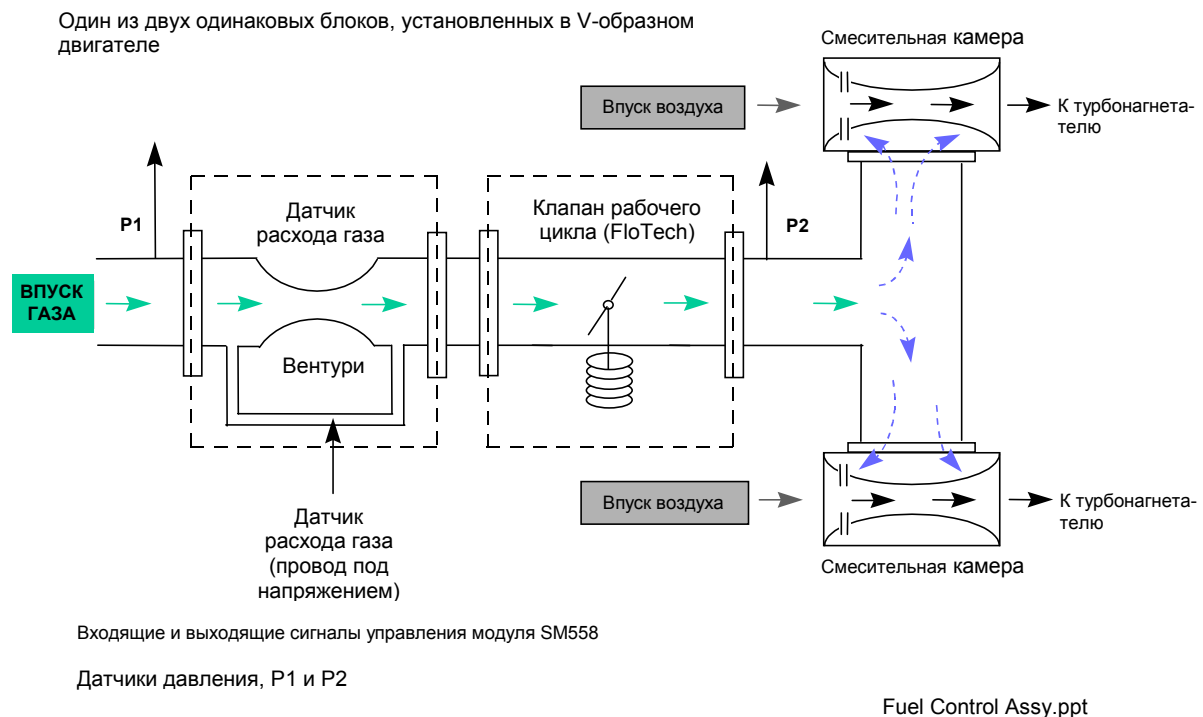 Один из двух одинаковых блоков, установленных в V-образном
двигателе
Смесительная камера
Впуск воздуха
К турбонагнета-
телю
P1
Датчик
расхода газа
Клапан рабочего
цикла (FloTech)
P2
ВПУСК
ГАЗА
Вентури
Впуск воздуха
К турбонагнета-
телю
Датчик
расхода газа
(провод под
напряжением)
Смесительная камера
Входящие и выходящие сигналы управления модуля SM558
Датчики давления, P1 и P2
Fuel Control Assy.ppt